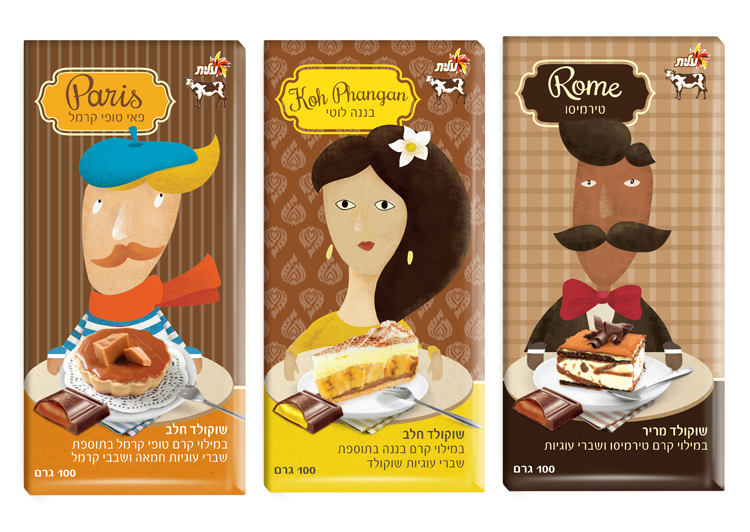 עלית
Paris
פאי טופי קרמל
שוקולד חלב
במילוי קרם טופי קרמל בתוספת
שברי עוגיות חמאה ושבבי קרמל
100 גרם
עלית
Koh Phangan
בננה לוטי
שוקולד חלב
במילוי קרם בננה בתוספת
שברי עוגיות שוקולד
100 גרם
עלית
Rome
טירמיסו
שוקולד מריר
במילוי קרם טירמיסו ושברי עוגיות
100 גרם